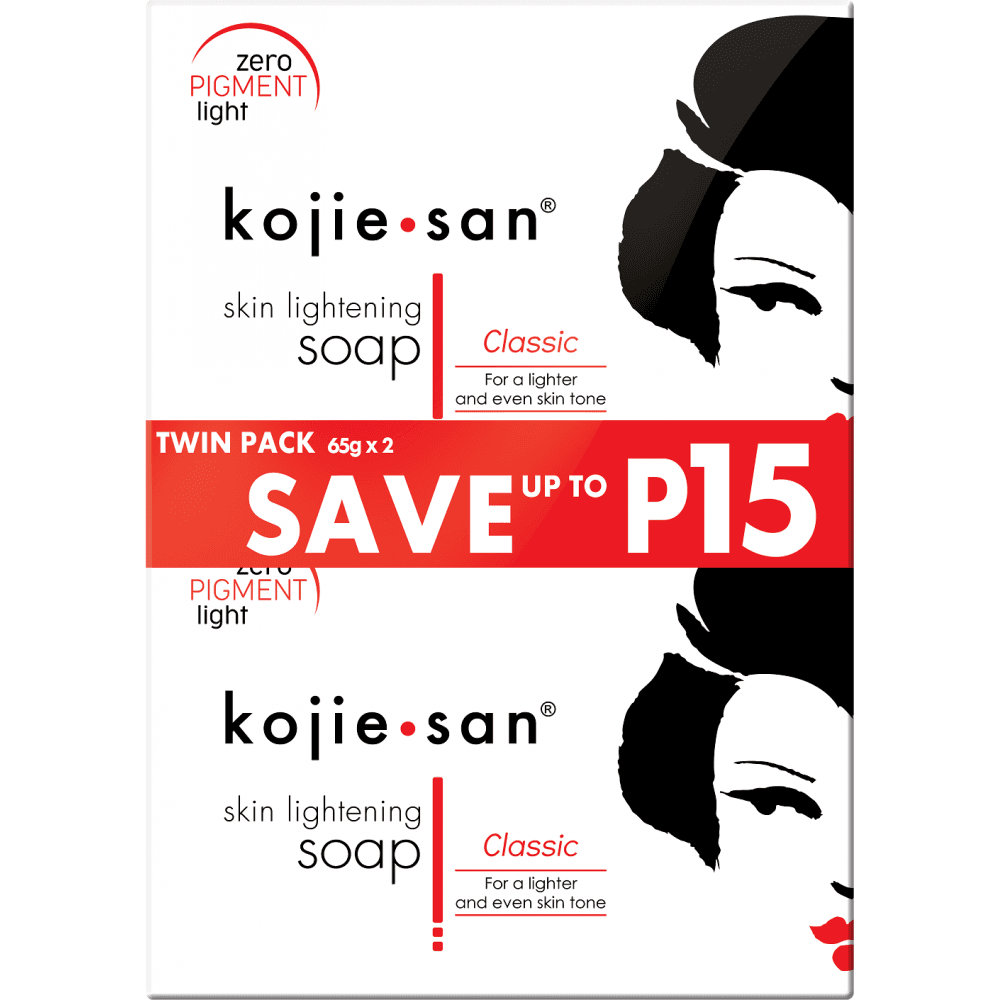 zero
PIGMENT
light
kojie•san®
skin lightening
soap
Classic
For a lighter
and even skin tone
TWIN PACK 65g x 2
SAVE UP TO P15
zero
PIGMENT
light
kojie•san®
skin lightening
soap
Classic
For a lighter
and even skin tone